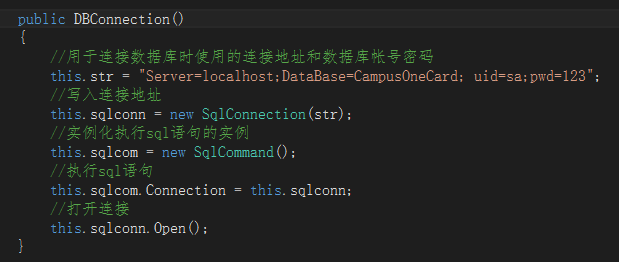 public DBConnection()
{
//用于连接数据库时使用的连接地址和数据库帐号密码
this.str = "Server=localhost;DataBase=CampusOneCard; uid=sa;pwd=123";
//写入连接地址
this.sqlconn = new SqlConnection(str);
//实例化执行sql语句的实例
this.sqlcom = new SqlCommand();
//执行sql语句
this.sqlcom.Connection = this.sqlconn;
//打开连接
this.sqlconn.Open();
}